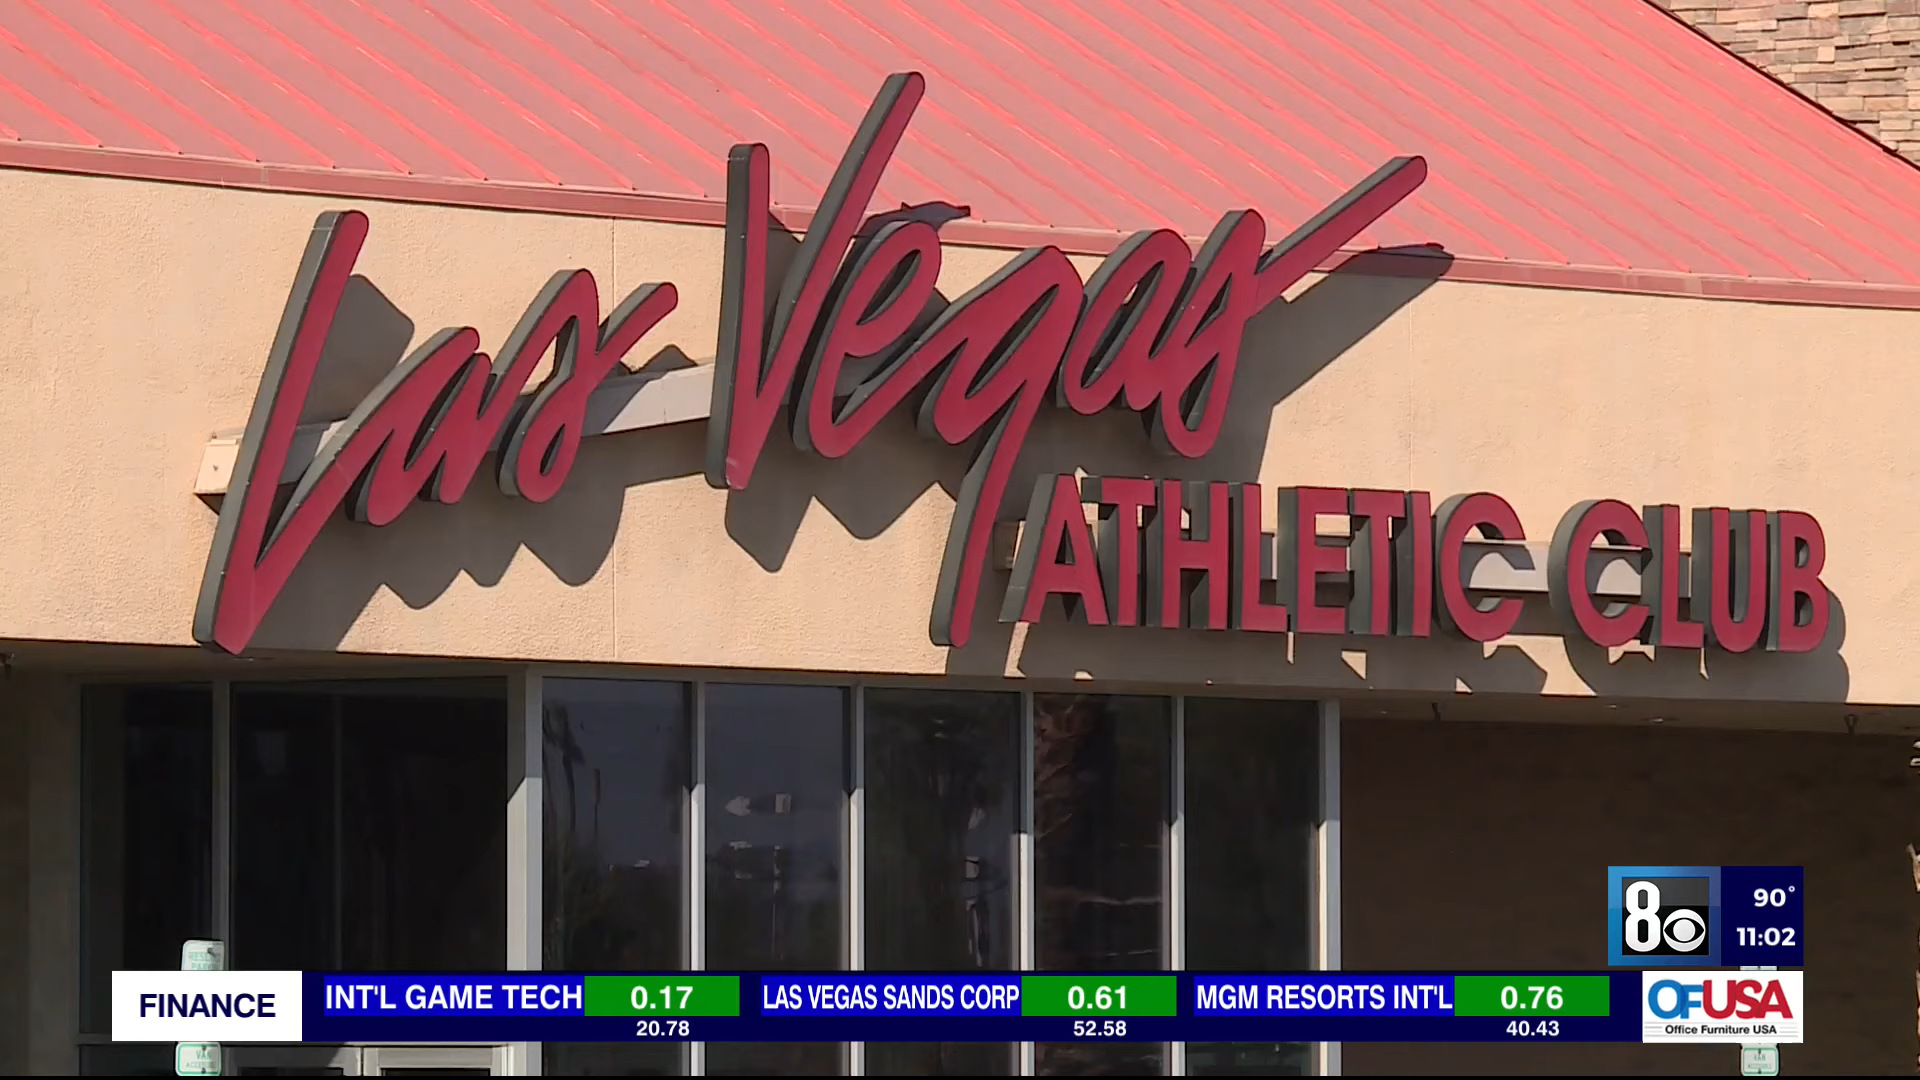 Las Vegas
ATHLETIC CLUB
8
90°
11:02
FINANCE
INT'L GAME TECH 0.17
20.78
LAS VEGAS SANDS CORP 0.61
52.58
MGM RESORTS INT'L 0.76
40.43
OFUSA
Office Furniture USA
VAN